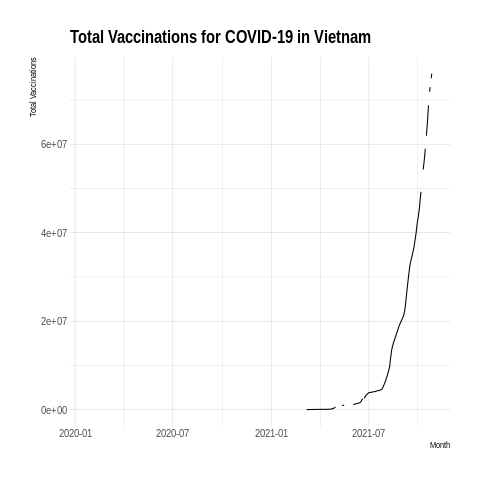 Total Vaccinations for COVID-19 in Vietnam
Total Vaccinations
6e+07
4e+07
2e+07
0e+00
2020-01 2020-07 2021-01 2021-07
Month